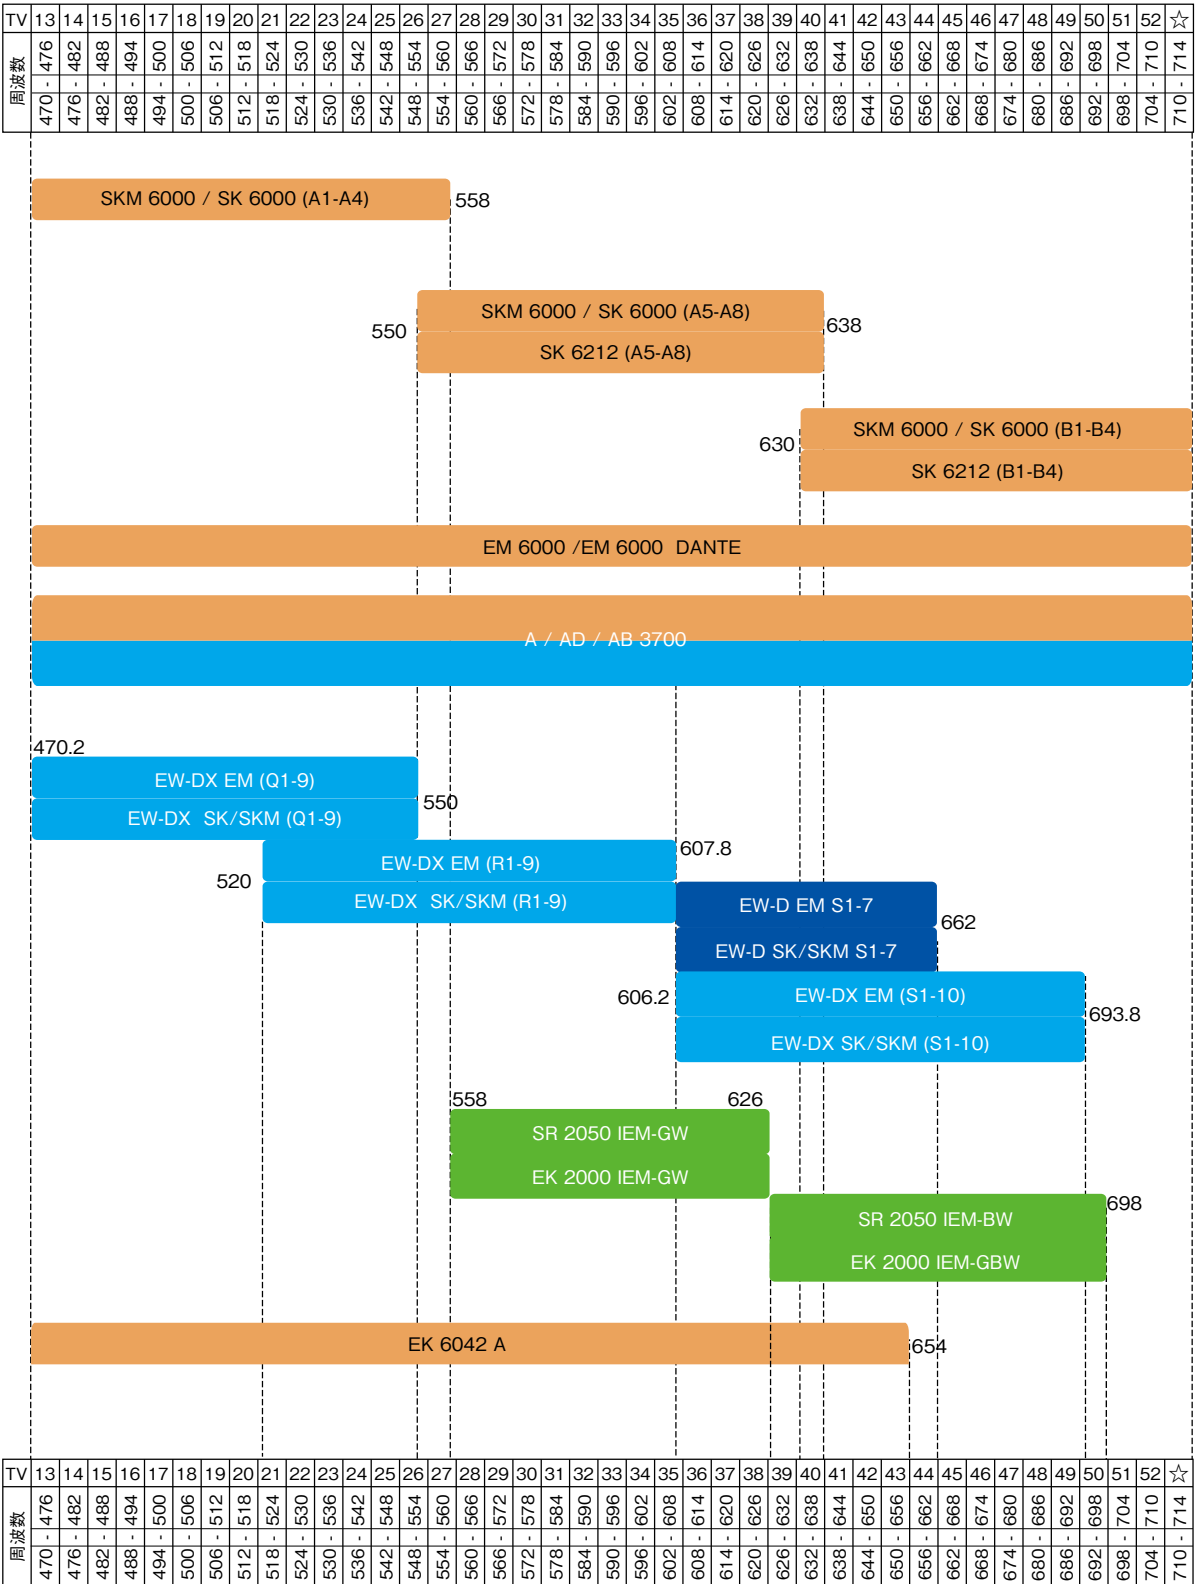 TV 13 14 15 16 17 18 19 20 21 22 23 24 25 26 27 28 29 30 31 32 33 34 35 36 37 38 39 40 41 42 43 44 45 46 47 48 49 50 51 52 ☆
周波数 470 - 476 476 - 482 482 - 488 488 - 494 494 - 500 500 - 506 506 - 512 512 - 518 518 - 524 524 - 530 530 - 536 536 - 542 542 - 548 548 - 554 554 - 560 560 - 566 566 - 572 572 - 578 578 - 584 584 - 590 590 - 596 596 - 602 602 - 608 608 - 614 614 - 620 620 - 626 626 - 632 632 - 638 638 - 644 644 - 650 650 - 656 656 - 662 662 - 668 668 - 674 674 - 680 680 - 686 686 - 692 692 - 698 698 - 704 704 - 710 710 - 714
SKM 6000 / SK 6000 (A1-A4)
558
SKM 6000 / SK 6000 (A5-A8)
550
638
SK 6212 (A5-A8)
SKM 6000 / SK 6000 (B1-B4)
630
SK 6212 (B1-B4)
EM 6000 /EM 6000 DANTE
A / AD / AB 3700
470.2
EW-DX EM (Q1-9)
550
EW-DX SK/SKM (Q1-9)
607.8
EW-DX EM (R1-9)
520
EW-DX SK/SKM (R1-9)
EW-D EM S1-7
662
EW-D SK/SKM S1-7
606.2
EW-DX EM (S1-10)
693.8
EW-DX SK/SKM (S1-10)
558
626
SR 2050 IEM-GW
EK 2000 IEM-GW
698
SR 2050 IEM-BW
EK 2000 IEM-GBW
EK 6042 A
654
TV 13 14 15 16 17 18 19 20 21 22 23 24 25 26 27 28 29 30 31 32 33 34 35 36 37 38 39 40 41 42 43 44 45 46 47 48 49 50 51 52 ☆
周波数 470 - 476 476 - 482 482 - 488 488 - 494 494 - 500 500 - 506 506 - 512 512 - 518 518 - 524 524 - 530 530 - 536 536 - 542 542 - 548 548 - 554 554 - 560 560 - 566 566 - 572 572 - 578 578 - 584 584 - 590 590 - 596 596 - 602 602 - 608 608 - 614 614 - 620 620 - 626 626 - 632 632 - 638 638 - 644 644 - 650 650 - 656 656 - 662 662 - 668 668 - 674 674 - 680 680 - 686 686 - 692 692 - 698 698 - 704 704 - 710 710 - 714